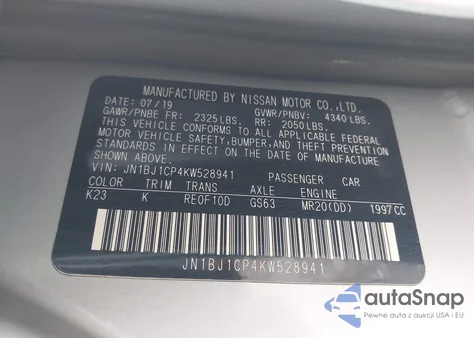 MANUFACTURED BY NISSAN MOTOR CO., LTD.
DATE: 07/19 GVWR/PNBV: 4340 LBS.
GAWR/PNBE FR: 2325 LBS. RR: 2050 LBS.
THIS VEHICLE CONFORMS TO ALL APPLICABLE FEDERAL
MOTOR VEHICLE SAFETY, BUMPER, AND THEFT PREVENTION
STANDARDS IN EFFECT ON THE DATE OF MANUFACTURE
SHOWN ABOVE.
VIN: JN1BJ1CP4KW528941 PASSENGER CAR
COLOR TRIM TRANS AXLE ENGINE
K23 K RE0F10D GS63 MR20(DD) 1997 CC
JN1BJ1CP4KW528941
autoSnap
Pewne auta z USA i EU